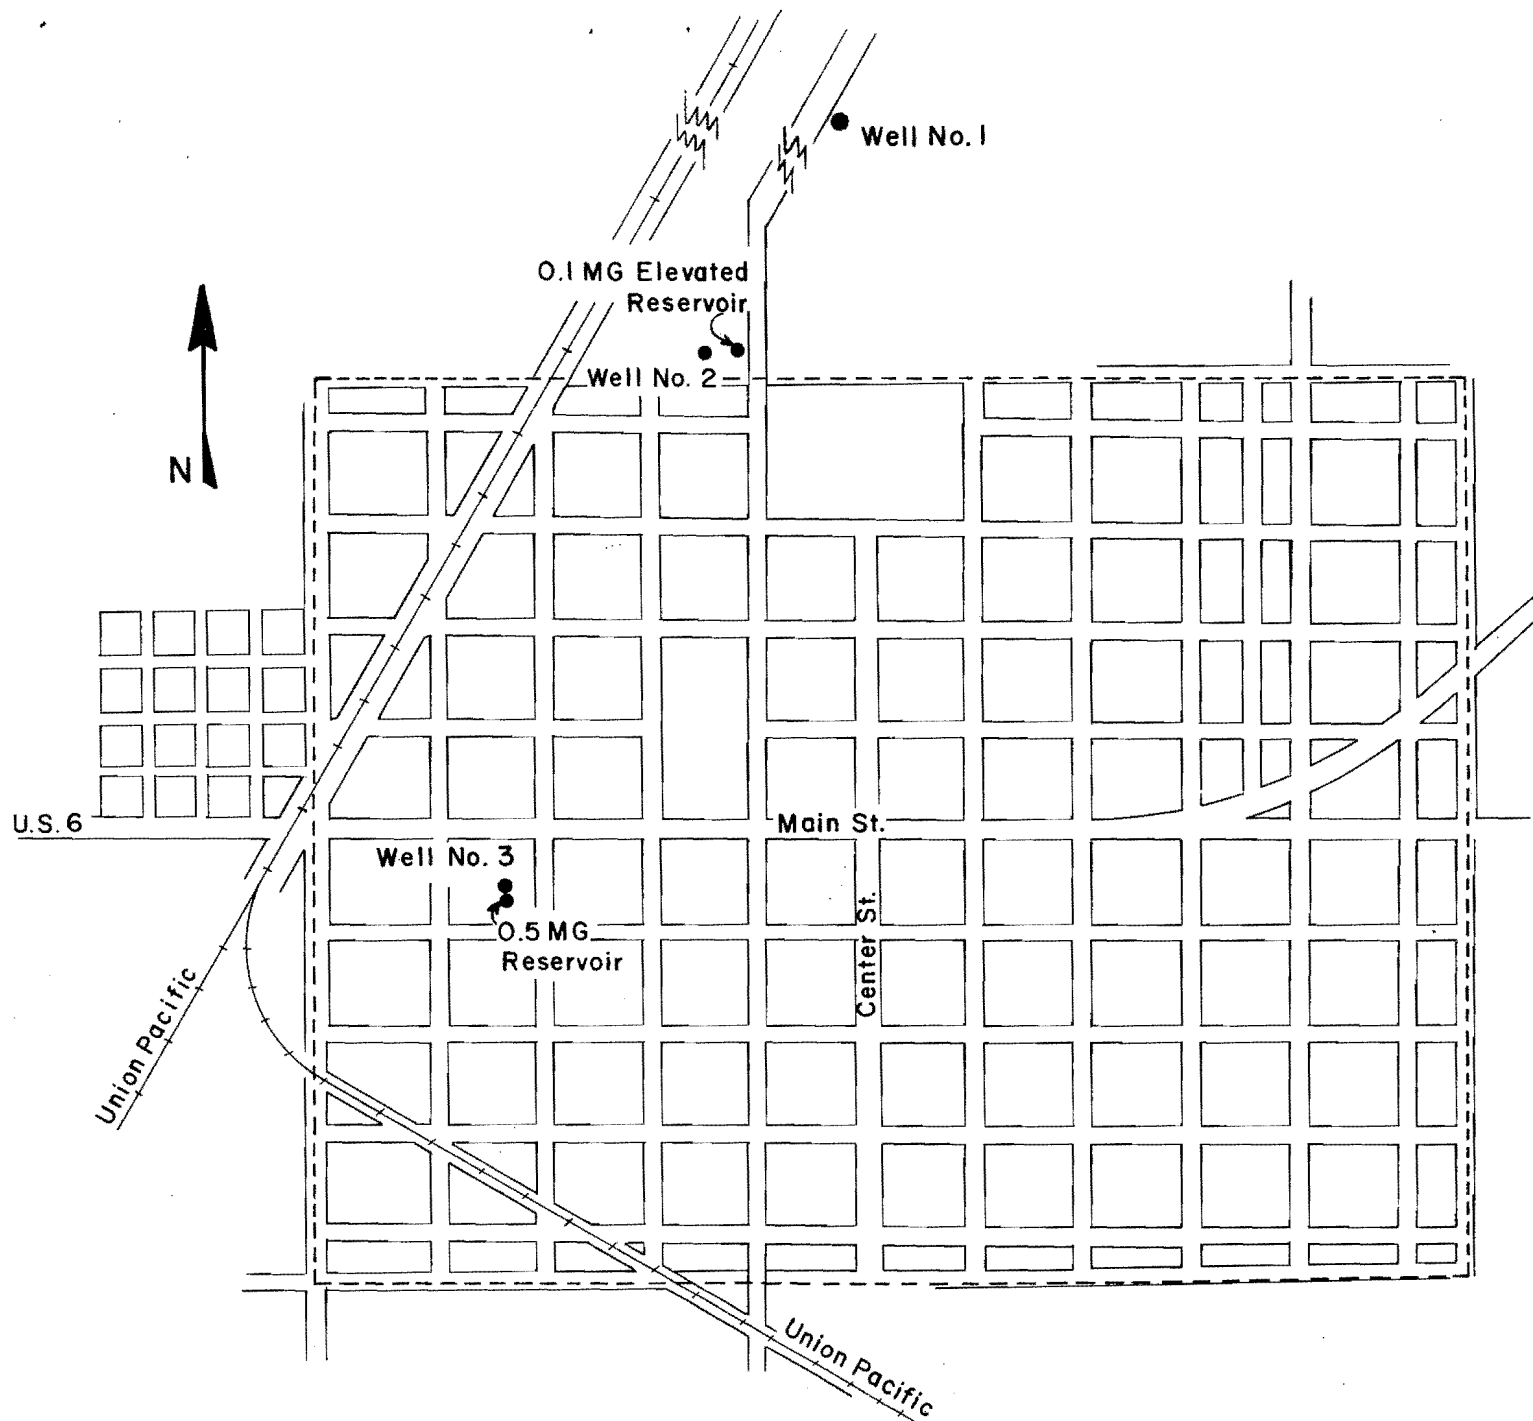 Well No. 1
0.1 MG Elevated
Reservoir
Well No. 2
N
U.S. 6
Main St.
Well No. 3
0.5 MG
Reservoir
Center St.
Union Pacific
Union Pacific